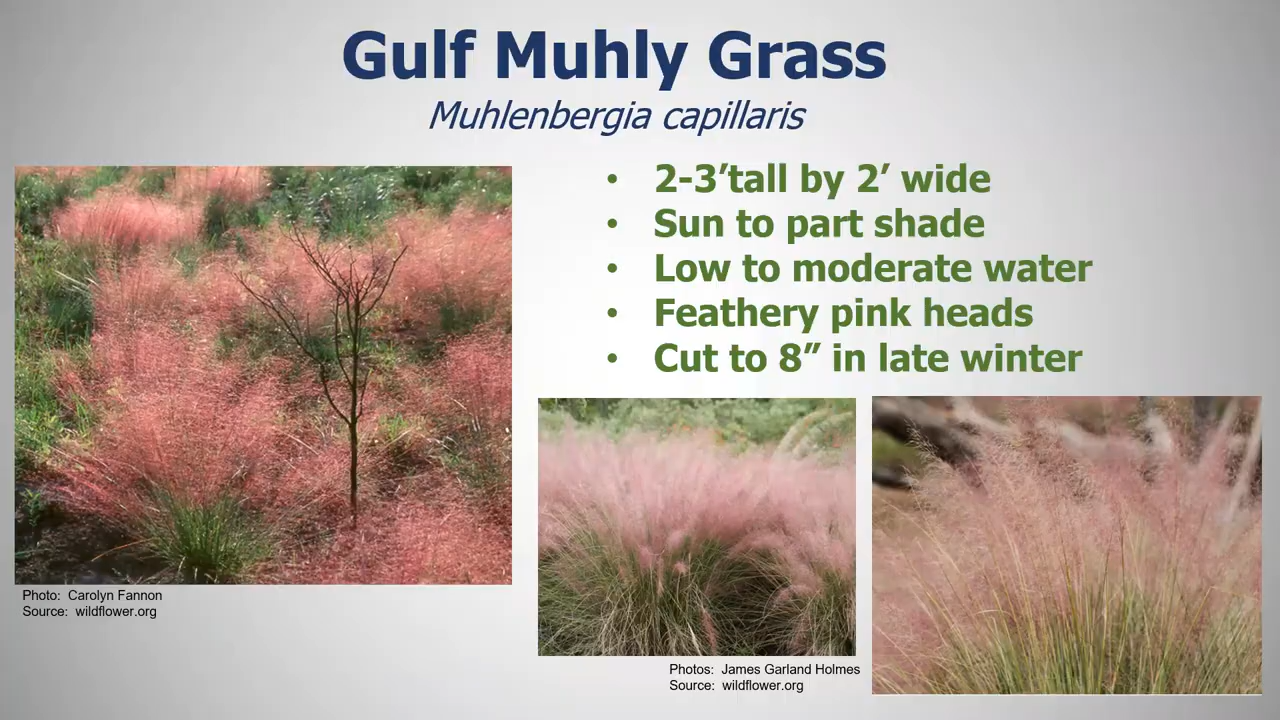 Gulf Muhly Grass
Muhlenbergia capillaris
• 2-3’tall by 2’ wide
• Sun to part shade
• Low to moderate water
• Feathery pink heads
• Cut to 8” in late winter
Photo: Carolyn Fannon
Source: wildflower.org
Photos: James Garland Holmes
Source: wildflower.org